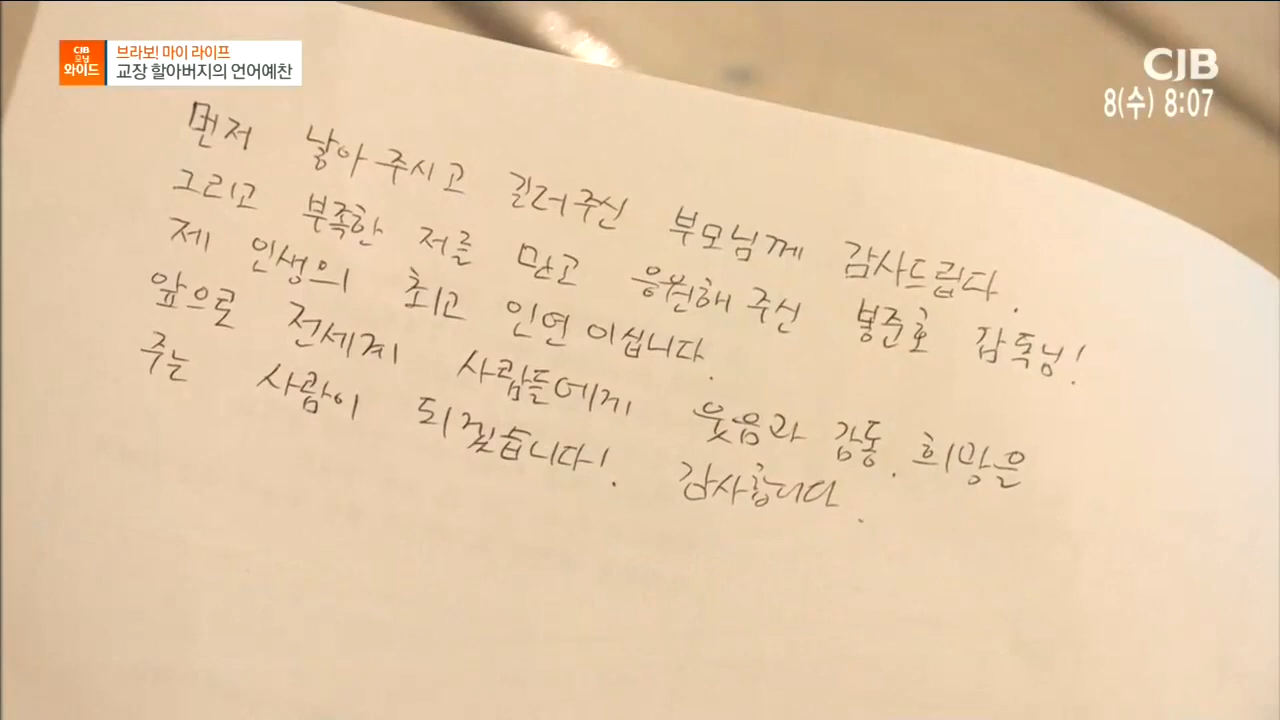 CJB
모닝
와이드
브라보! 마이 라이프
교장 할아버지의 언어예찬
CJB
8(수) 8:07
먼저 낳아 주시고 길러주신 부모님께 감사드립다.
그리고 부족한 저를 믿고 응원해 주신 봉준호 감독님!
제 인생의 최고 인연 이십니다.
앞으로 전세계 사람들에게 웃음과 감동. 희망을
주는 사람이 되겠습니다! 감사합니다.